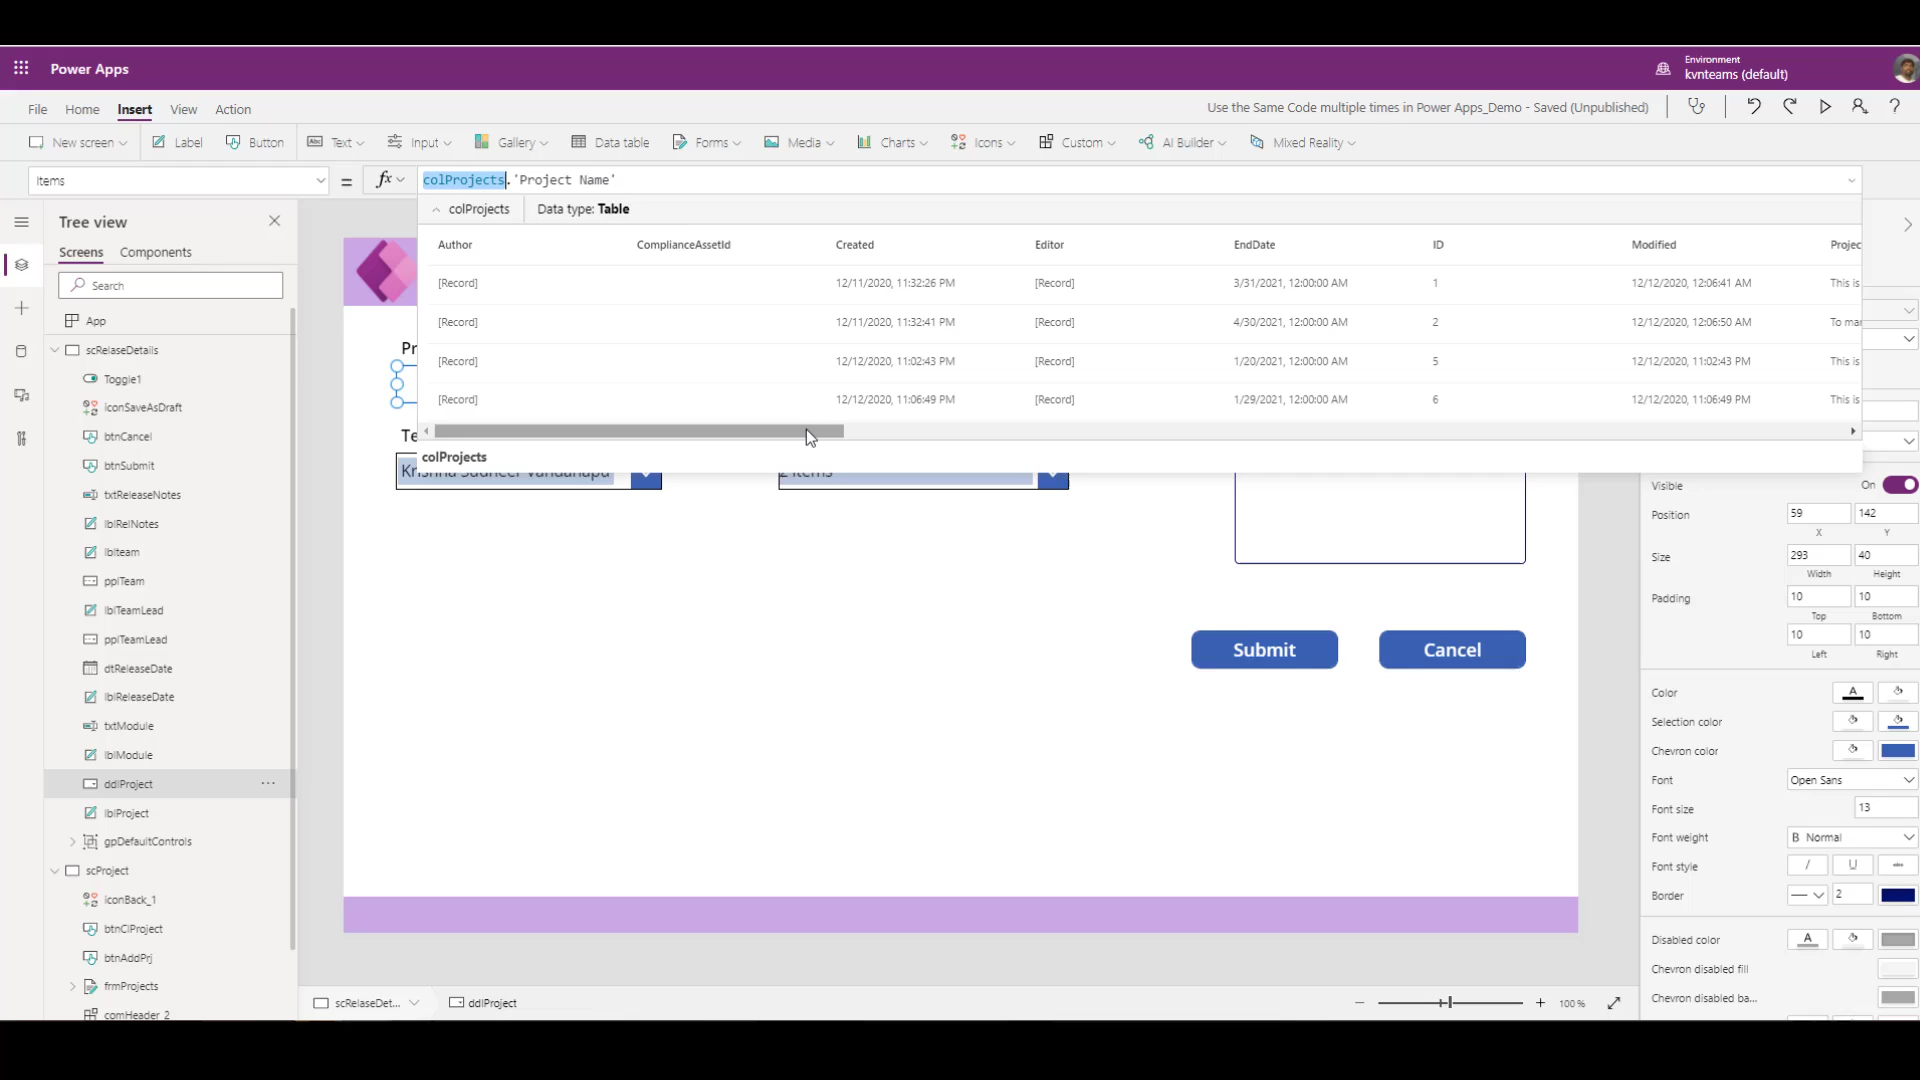 Power Apps
Environment
kvnteams (default)
File Home Insert View Action
Use the Same Code multiple times in Power Apps_Demo - Saved (Unpublished)
New screen Label Button Text Input Gallery Data table Forms Media Charts Icons Custom AI Builder Mixed Reality
Items = fx colProjects.'Project Name'
colProjects Data type: Table
Author ComplianceAssetId Created Editor EndDate ID Modified Projec
[Record] 12/11/2020, 11:32:26 PM [Record] 3/31/2021, 12:00:00 AM 1 12/12/2020, 12:06:41 AM This is
[Record] 12/11/2020, 11:32:41 PM [Record] 4/30/2021, 12:00:00 AM 2 12/12/2020, 12:06:50 AM To ma
[Record] 12/12/2020, 11:02:43 PM [Record] 1/20/2021, 12:00:00 AM 5 12/12/2020, 11:02:43 PM This is
[Record] 12/12/2020, 11:06:49 PM [Record] 1/29/2021, 12:00:00 AM 6 12/12/2020, 11:06:49 PM This is
colProjects
Tree view
Screens Components
Search
App
scRelaseDetails
Toggle1
iconSaveAsDraft
btnCancel
btnSubmit
txtReleaseNotes
lblRelNotes
lblteam
pplTeam
lblTeamLead
pplTeamLead
dtReleaseDate
lblReleaseDate
txtModule
lblModule
ddlProject ...
lblProject
gpDefaultControls
scProject
iconBack_1
btnClProject
btnAddPrj
frmProjects
comHeader_2
Pr
Te
2 items
Submit Cancel
scRelaseDet... ddlProject
100 %
Visible On
Position 59 142
X Y
Size 293 40
Width Height
Padding 10 10
Top Bottom
10 10
Left Right
Color
Selection color
Chevron color
Font Open Sans
Font size 13
Font weight B Normal
Font style / U abc
Border 2
Disabled color
Chevron disabled fill
Chevron disabled ba...